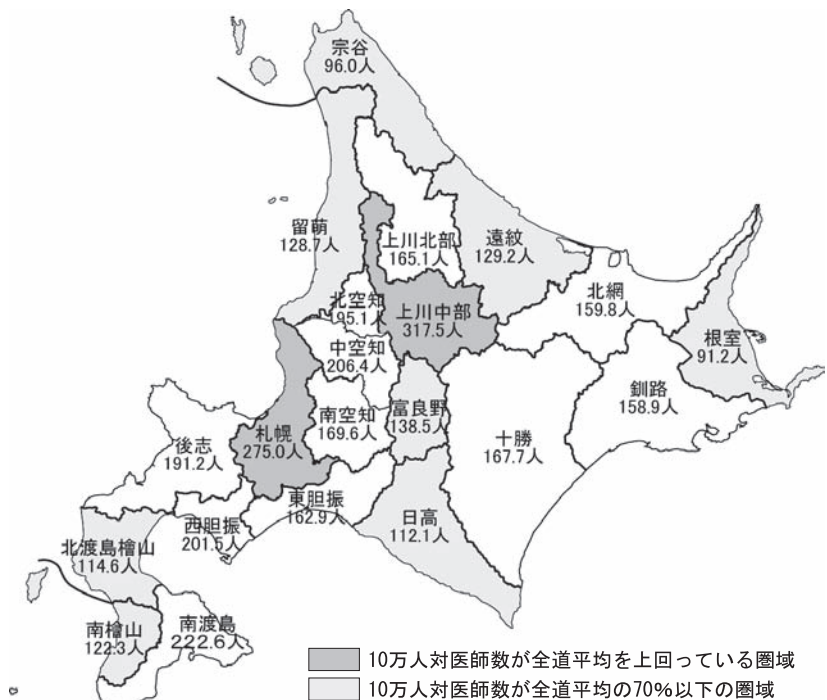 宗谷
96.0人
留萌
128.7人
上川北部
165.1人
遠紋
129.2人
北網
159.8人
北空知
195.1人
上川中部
317.5人
根室
91.2人
中空知
206.4人
釧路
158.9人
南空知
169.6人
富良野
138.5人
札幌
275.0人
十勝
167.7人
後志
191.2人
東胆振
162.9人
西胆振
201.5人
日高
112.1人
北渡島檜山
114.6人
南檜山
122.3人
南渡島
222.6人
10万人対医師数が全道平均を上回っている圏域
10万人対医師数が全道平均の70%以下の圏域